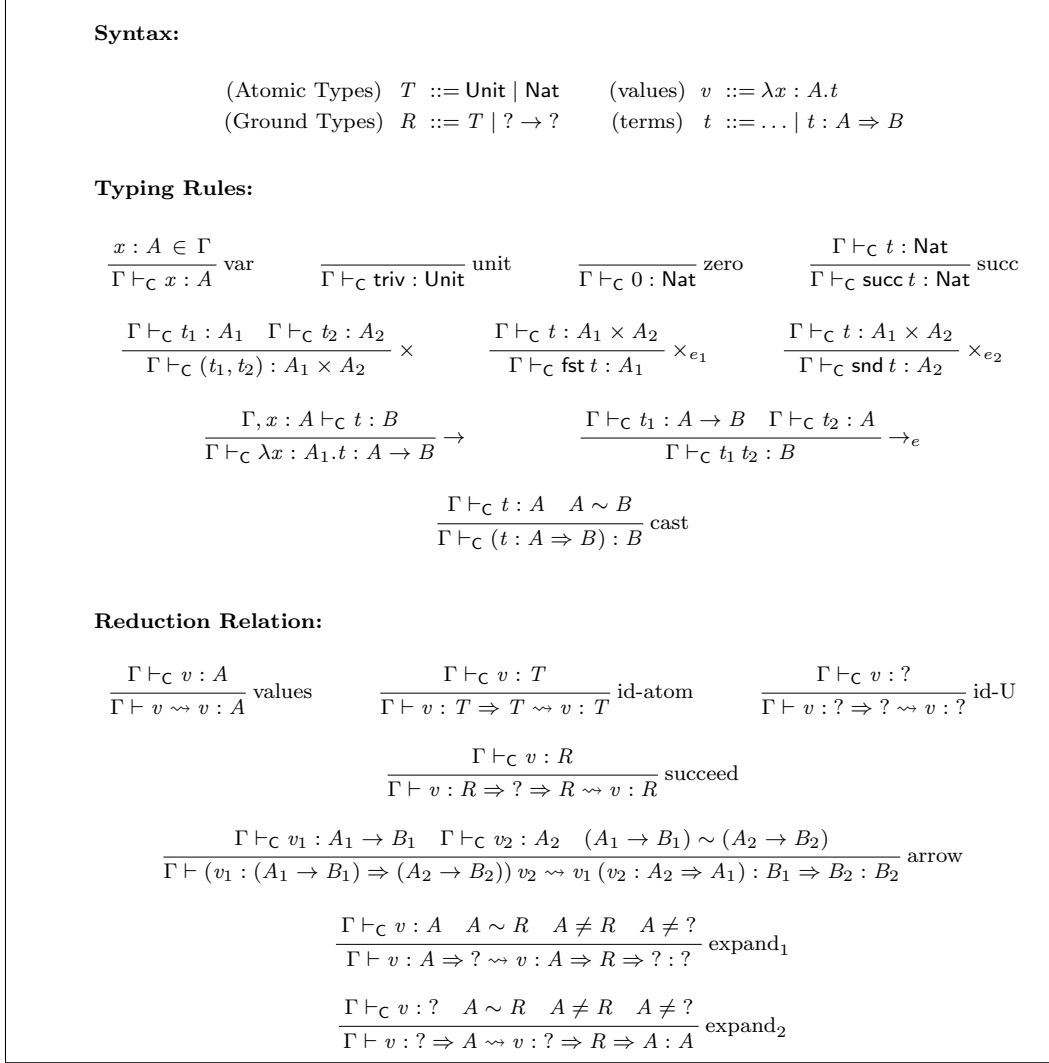 Syntax:
(Atomic Types) T ::= Unit | Nat (values) v ::= λx : A.t
(Ground Types) R ::= T | ? → ? (terms) t ::= … | t : A ⇒ B
Typing Rules:
x : A ∈ Γ
Γ ⊢C x : A
var
Γ ⊢C triv : Unit
unit
Γ ⊢C 0 : Nat
zero
Γ ⊢C t : Nat
Γ ⊢C succ t : Nat
succ
Γ ⊢C t₁ : A₁ Γ ⊢C t₂ : A₂
Γ ⊢C (t₁, t₂) : A₁ × A₂
×
Γ ⊢C t : A₁ × A₂
Γ ⊢C fst t : A₁
×e₁
Γ ⊢C t : A₁ × A₂
Γ ⊢C snd t : A₂
×e₂
Γ, x : A ⊢C t : B
Γ ⊢C λx : A₁.t : A → B
→
Γ ⊢C t₁ : A → B Γ ⊢C t₂ : A
Γ ⊢C t₁ t₂ : B
→e
Γ ⊢C t : A A ∼ B
Γ ⊢C (t : A ⇒ B) : B
cast
Reduction Relation:
Γ ⊢C v : A
Γ ⊢ v ⇝ v : A
values
Γ ⊢C v : T
Γ ⊢ v : T ⇒ T ⇝ v : T
id-atom
Γ ⊢C v : ?
Γ ⊢ v : ? ⇒ ? ⇝ v : ?
id-U
Γ ⊢C v : R
Γ ⊢ v : R ⇒ ? ⇒ R ⇝ v : R
succeed
Γ ⊢C v₁ : A₁ → B₁ Γ ⊢C v₂ : A₂ (A₁ → B₁) ∼ (A₂ → B₂)
Γ ⊢ (v₁ : (A₁ → B₁) ⇒ (A₂ → B₂)) v₂ ⇝ v₁ (v₂ : A₂ ⇒ A₁) : B₁ ⇒ B₂ : B₂
arrow
Γ ⊢C v : A A ∼ R A ≠ R A ≠ ?
Γ ⊢ v : A ⇒ ? ⇝ v : A ⇒ R ⇒ ? : ?
expand₁
Γ ⊢C v : ? A ∼ R A ≠ R A ≠ ?
Γ ⊢ v : ? ⇒ A ⇝ v : ? ⇒ R ⇒ A : A
expand₂